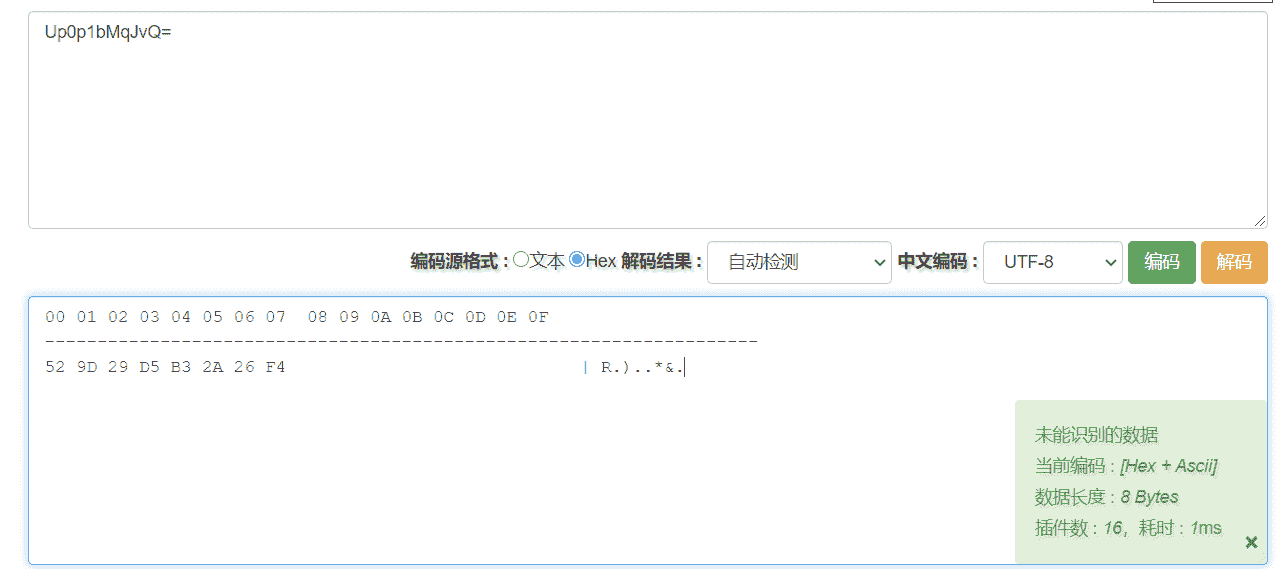 Up0p1bMqJvQ=
编码源格式 : 文本 Hex 解码结果 : 自动检测 中文编码 : UTF-8 编码 解码
00 01 02 03 04 05 06 07  08 09 0A 0B 0C 0D 0E 0F
--------------------------------------------------------------------
52 9D 29 D5 B3 2A 26 F4 | R.)..*&.
未能识别的数据
当前编码 : [Hex + Ascii]
数据长度 : 8 Bytes
插件数 : 16，耗时 : 1ms
×